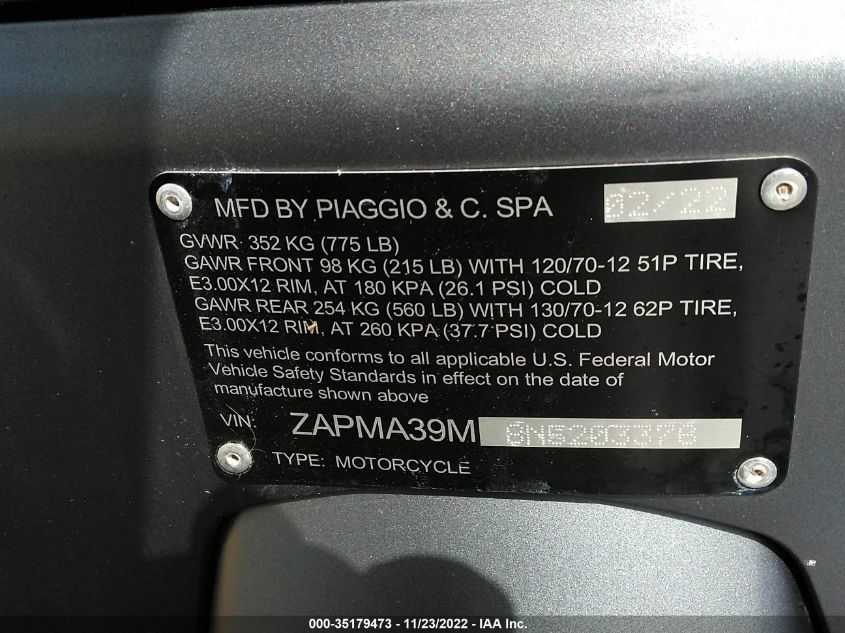 MFD BY PIAGGIO & C. SPA 02/22
GVWR 352 KG (775 LB)
GAWR FRONT 98 KG (215 LB) WITH 120/70-12 51P TIRE,
E3.00X12 RIM, AT 180 KPA (26.1 PSI) COLD
GAWR REAR 254 KG (560 LB) WITH 130/70-12 62P TIRE,
E3.00X12 RIM, AT 260 KPA (37.7 PSI) COLD
This vehicle conforms to all applicable U.S. Federal Motor
Vehicle Safety Standards in effect on the date of
manufacture shown above
VIN: ZAPMA39M
TYPE: MOTORCYCLE
000-35179473 - 11/23/2022 - IAA Inc.